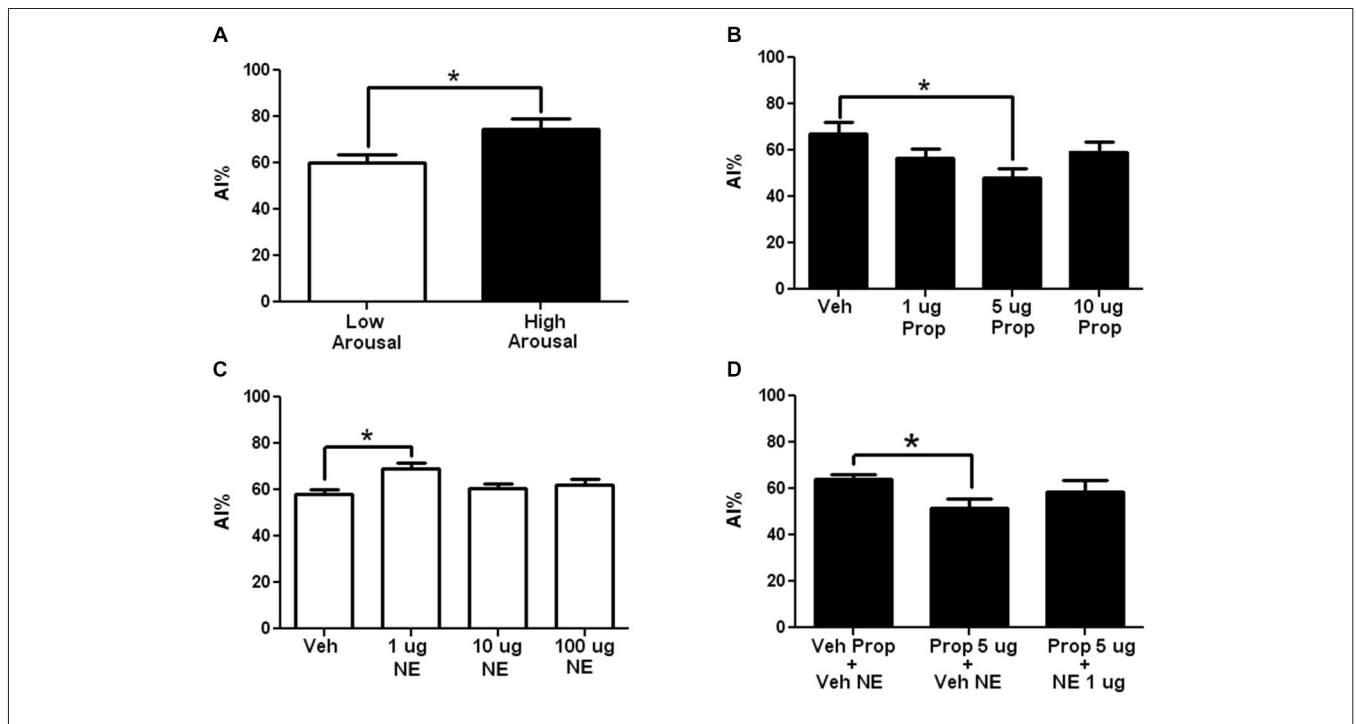 A
AI%
100
80
60
40
20
0
*
Low
Arousal
High
Arousal
B
AI%
100
80
60
40
20
0
*
Veh
1 ug
Prop
5 ug
Prop
10 ug
Prop
C
AI%
100
80
60
40
20
0
*
Veh
1 ug
NE
10 ug
NE
100 ug
NE
D
AI%
100
80
60
40
20
0
*
Veh Prop
+
Veh NE
Prop 5 ug
+
Veh NE
Prop 5 ug
+
NE 1 ug